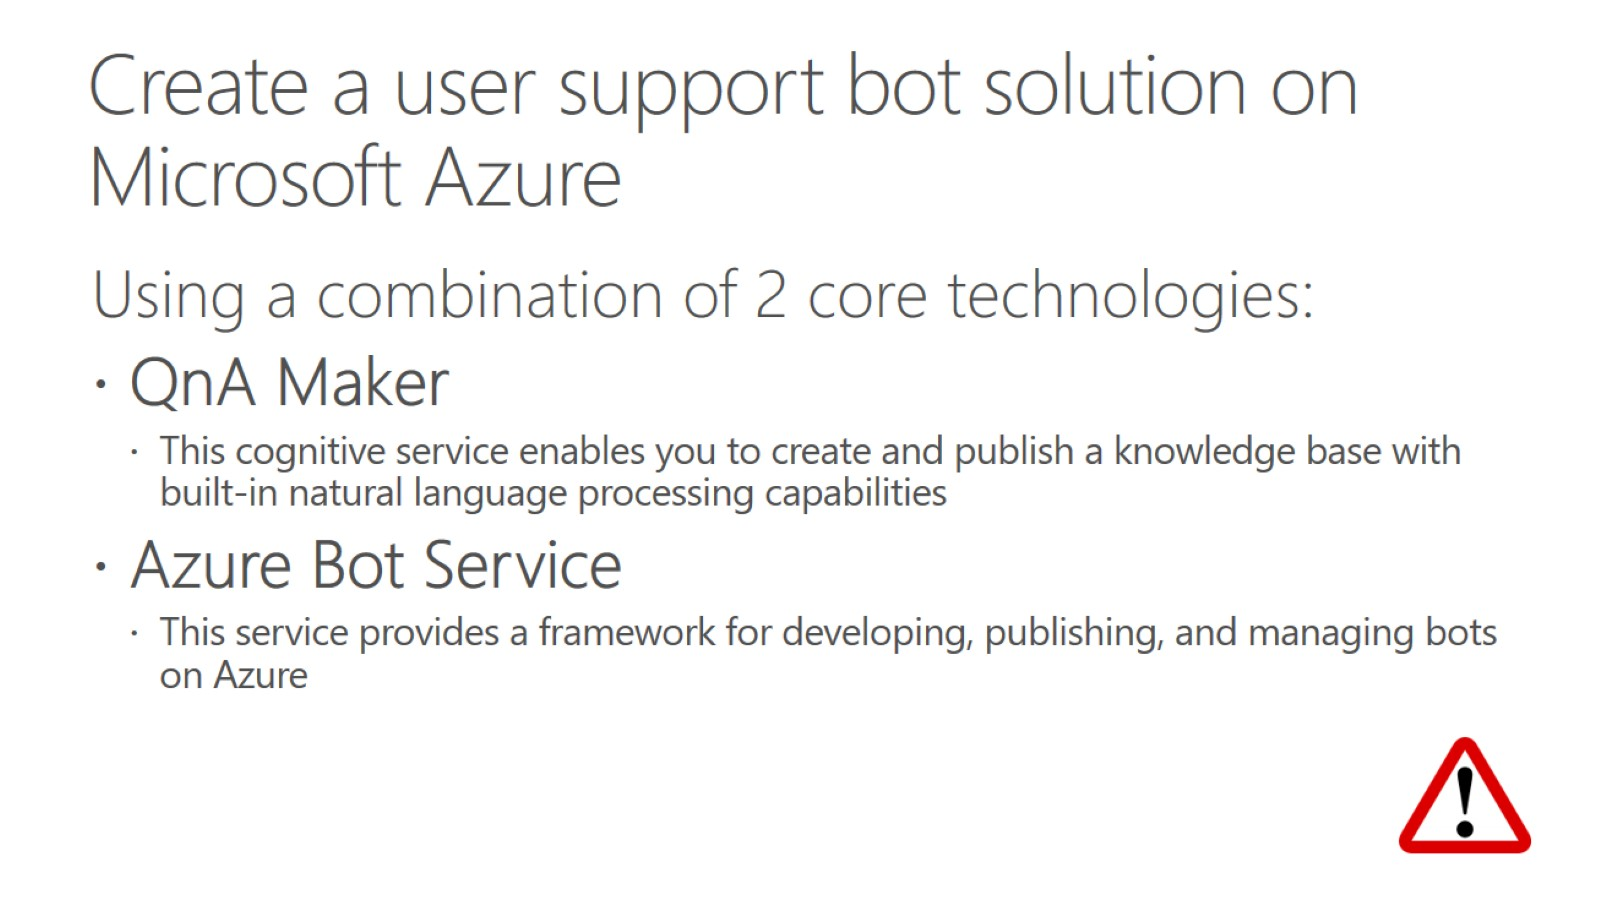 Create a user support bot solution on
Microsoft Azure
Using a combination of 2 core technologies:
· QnA Maker
· This cognitive service enables you to create and publish a knowledge base with
built-in natural language processing capabilities
· Azure Bot Service
· This service provides a framework for developing, publishing, and managing bots
on Azure
!